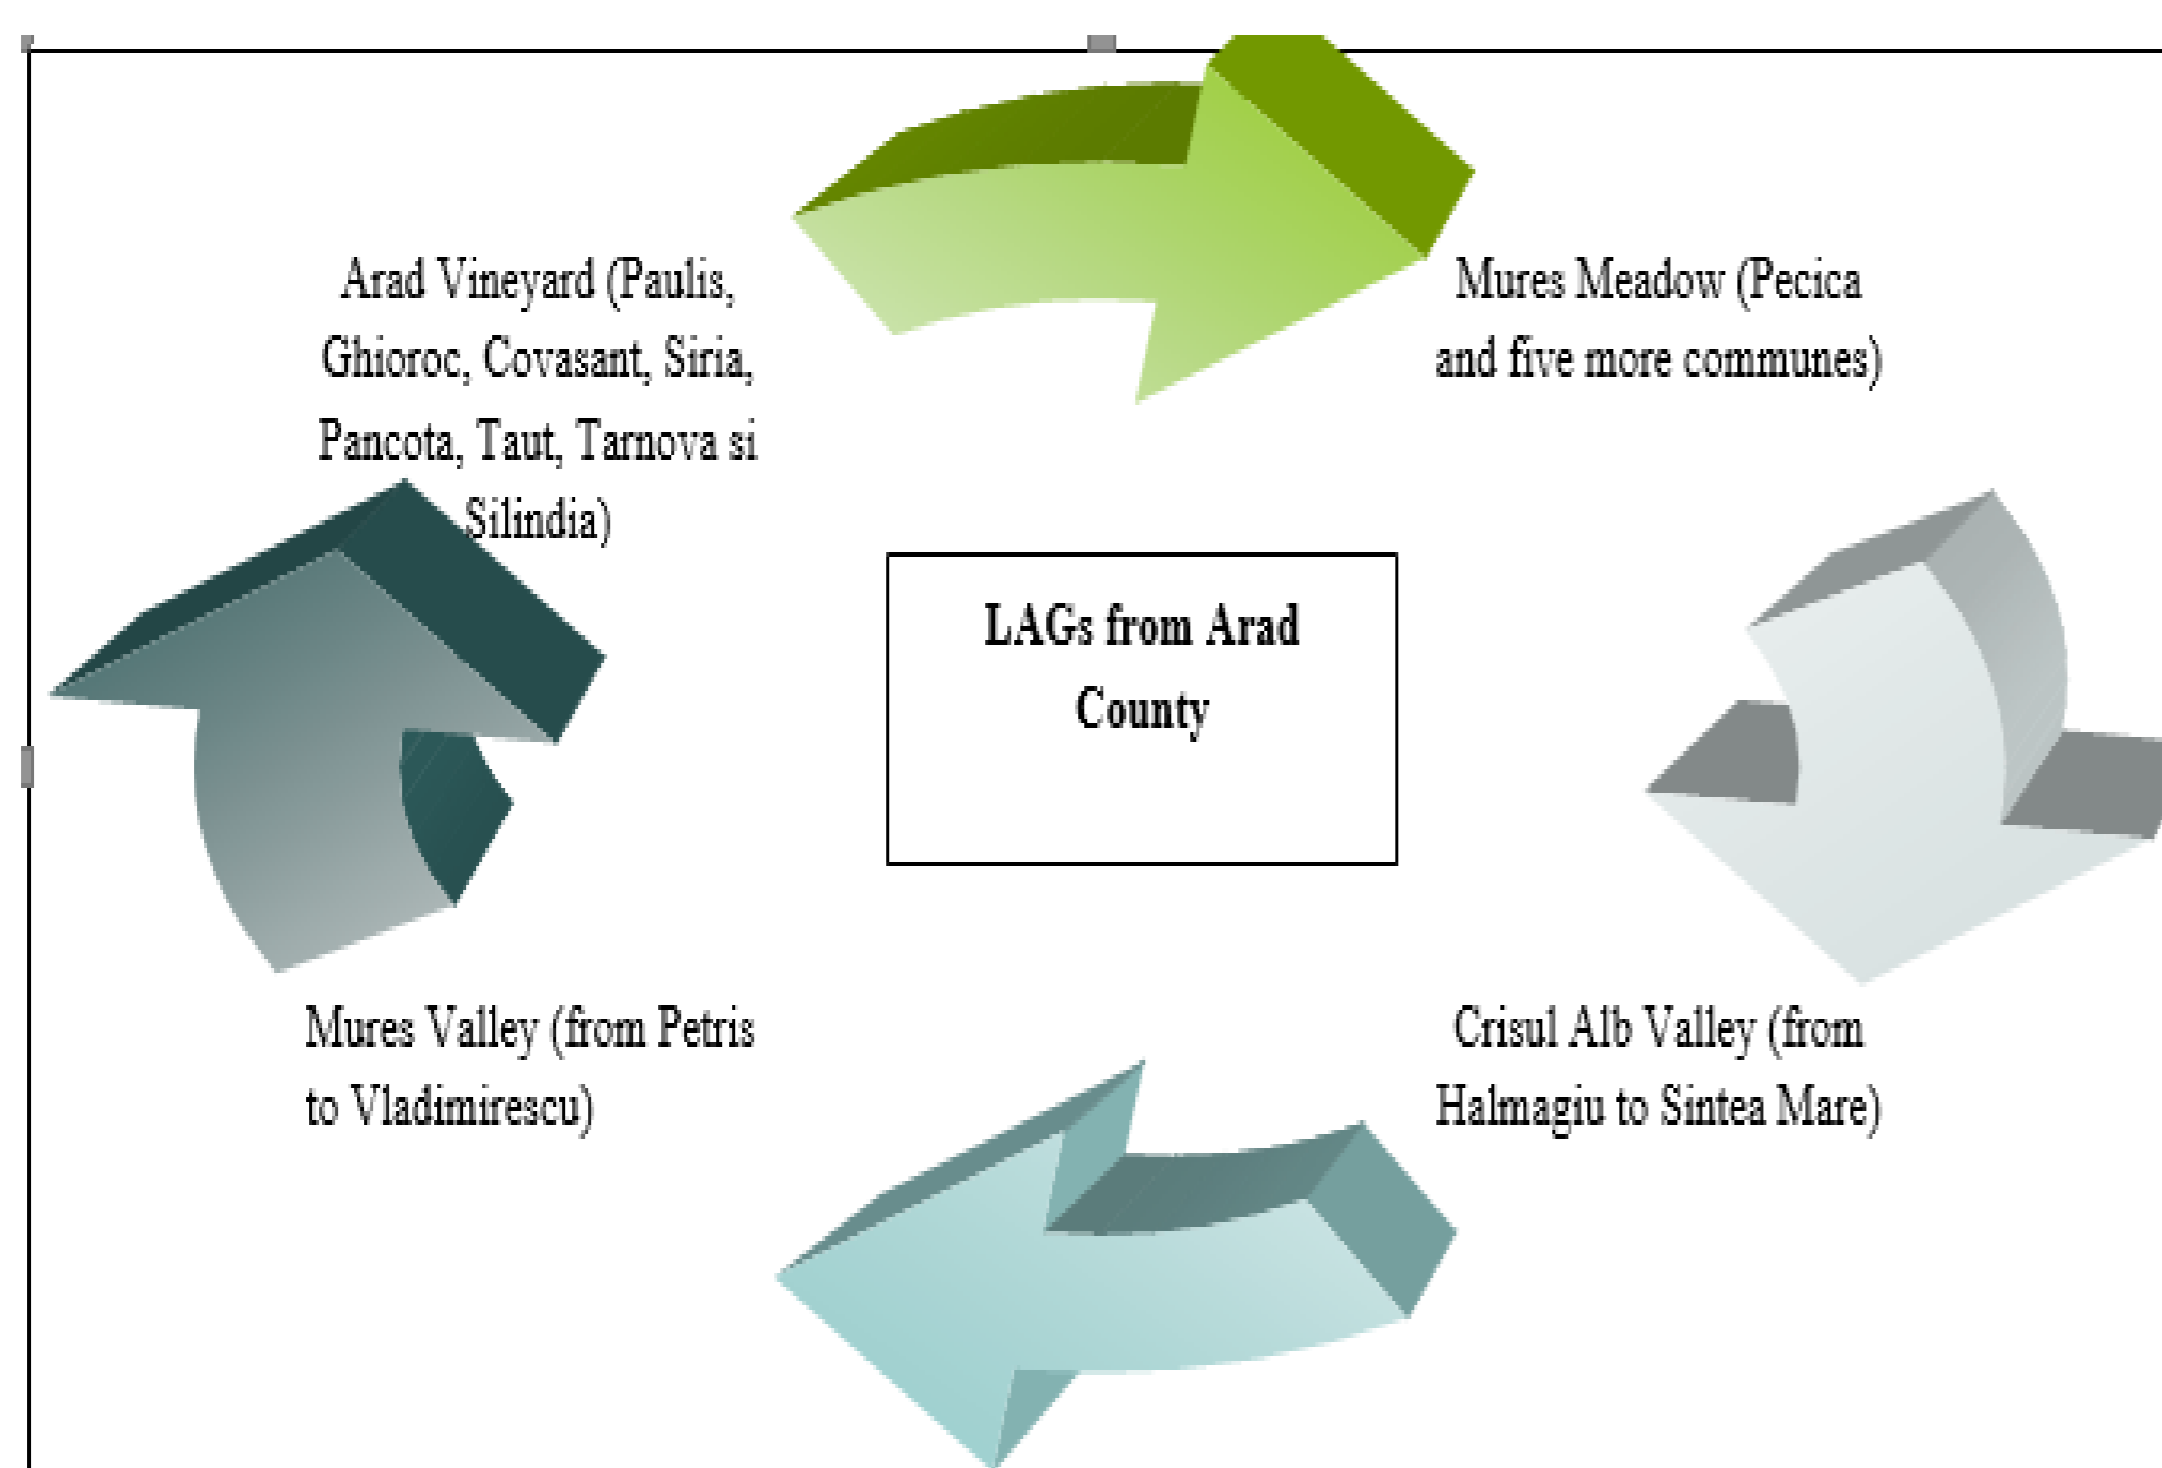 Arad Vineyard (Paulis,
Ghioroc, Covasant, Siria,
Pancota, Taut, Tarnova si
Silindia)
Mures Meadow (Pecica
and five more communes)
LAGs from Arad
County
Mures Valley (from Petris
to Vladimirescu)
Crisul Alb Valley (from
Halmagiu to Sintea Mare)